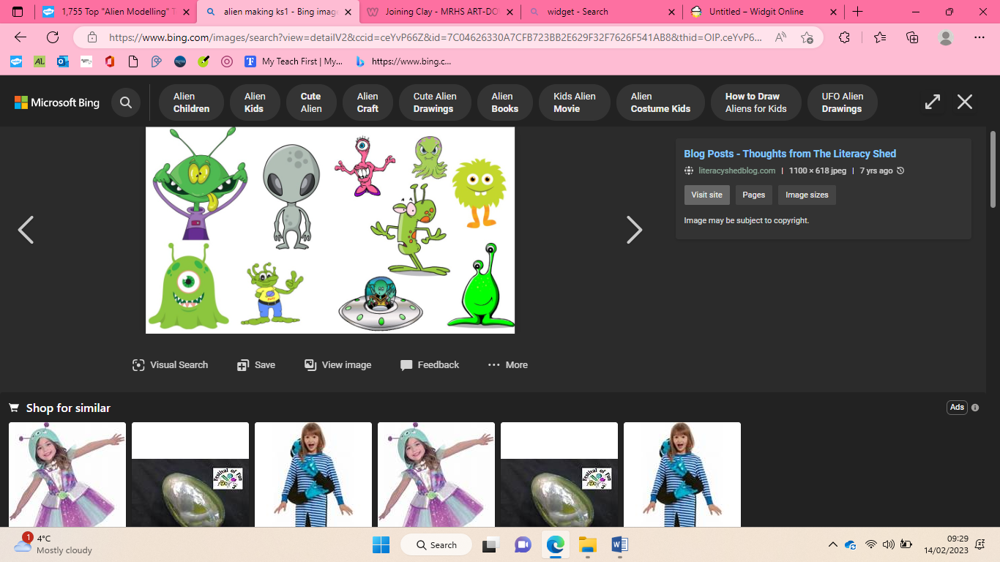 1,755 Top "Alien Modelling" T
alien making ks1 - Bing imag
Joining Clay - MRHS ART-DO
widget - Search
Untitled – Widgit Online
https://www.bing.com/images/search?view=detailV2&ccid=ceYvP66Z&id=7C04626330A7CFB723BB2E629F32F7626F541AB8&thid=OIP.ceYvP6...
My Teach First | My...
https://www.bing.c...
Microsoft Bing
Alien
Children
Alien
Kids
Cute
Alien
Alien
Craft
Cute Alien
Drawings
Alien
Books
Kids Alien
Movie
Alien
Costume Kids
How to Draw
Aliens for Kids
UFO Alien
Drawings
Blog Posts - Thoughts from The Literacy Shed
literacyshedblog.com | 1100 × 618 jpeg | 7 yrs ago
Visit site Pages Image sizes
Image may be subject to copyright.
Visual Search Save View image Feedback More
Shop for similar
Ads
Festival of Fun
Festival of Fun
1
4°C
Mostly cloudy
Search
09:29
14/02/2023